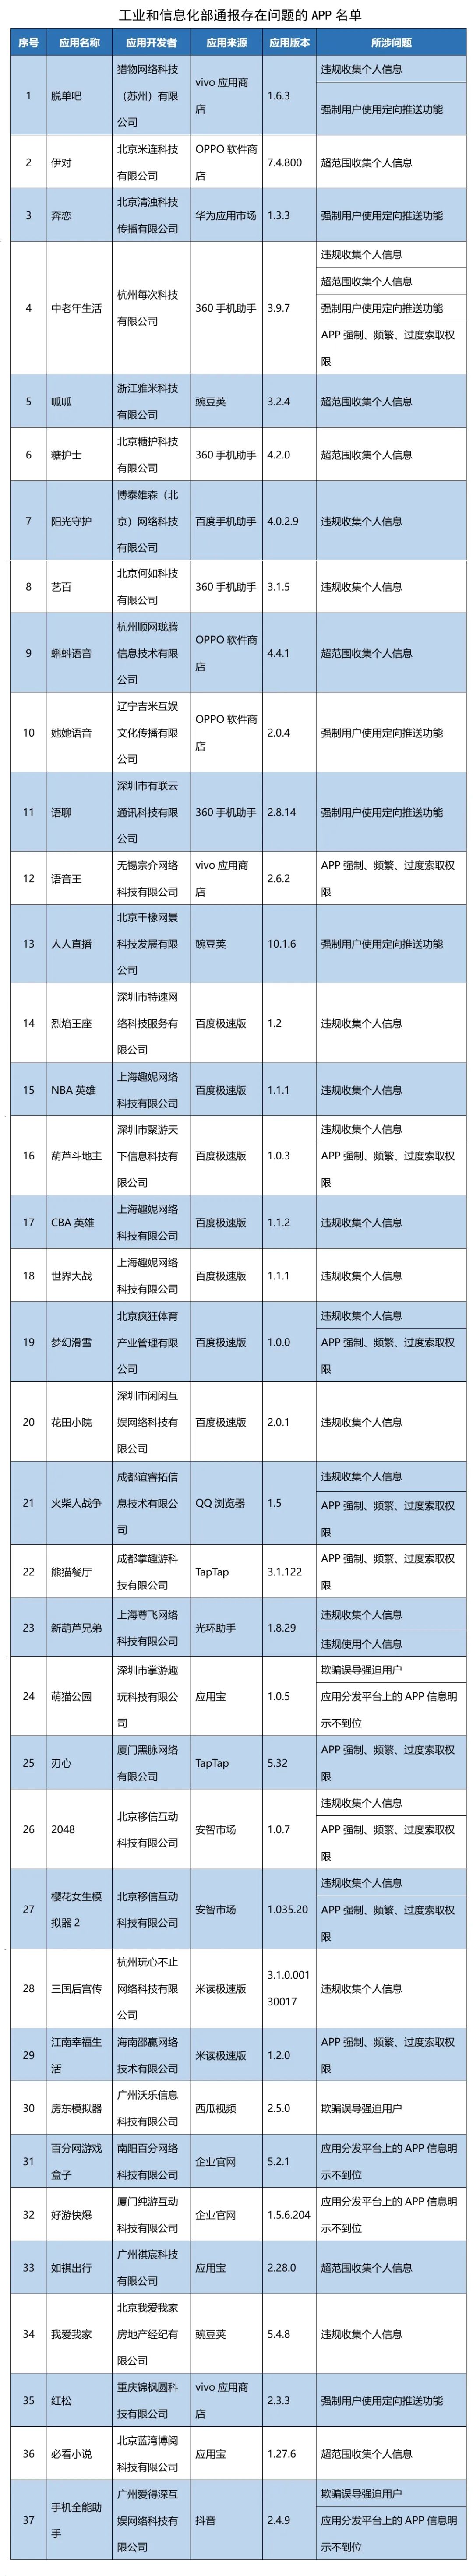 工业和信息化部通报存在问题的 APP 名单
序号 应用名称 应用开发者 应用来源 应用版本 所涉问题
1 脱单吧 猎物网络科技（苏州）有限公司 vivo 应用商店 1.6.3 违规收集个人信息
强制用户使用定向推送功能
2 伊对 北京米连科技有限公司 OPPO 软件商店 7.4.800 超范围收集个人信息
3 奔恋 北京清浊科技传播有限公司 华为应用市场 1.3.3 强制用户使用定向推送功能
4 中老年生活 杭州每次科技有限公司 360 手机助手 3.9.7 违规收集个人信息
超范围收集个人信息
强制用户使用定向推送功能
APP 强制、频繁、过度索取权限
5 呱呱 浙江雅米科技有限公司 豌豆荚 3.2.4 超范围收集个人信息
6 糖护士 北京糖护科技有限公司 360 手机助手 4.2.0 超范围收集个人信息
7 阳光守护 博泰雄森（北京）网络科技有限公司 百度手机助手 4.0.2.9 违规收集个人信息
8 艺百 北京何如科技有限公司 360 手机助手 3.1.5 违规收集个人信息
9 蝌蚪语音 杭州顺网珑腾信息技术有限公司 OPPO 软件商店 4.4.1 超范围收集个人信息
10 她她语音 辽宁吉米互娱文化传播有限公司 OPPO 软件商店 2.0.4 强制用户使用定向推送功能
11 语聊 深圳市有联云通讯科技有限公司 360 手机助手 2.8.14 强制用户使用定向推送功能
12 语音王 无锡宗介网络科技有限公司 vivo 应用商店 2.6.2 APP 强制、频繁、过度索取权限
13 人人直播 北京千橡网景科技发展有限公司 豌豆荚 10.1.6 强制用户使用定向推送功能
14 烈焰王座 深圳市特速网络科技服务有限公司 百度极速版 1.2 违规收集个人信息
15 NBA 英雄 上海趣妮网络科技有限公司 百度极速版 1.1.1 违规收集个人信息
16 葫芦斗地主 深圳市聚游天下信息科技有限公司 百度极速版 1.0.3 违规收集个人信息
APP 强制、频繁、过度索取权限
17 CBA 英雄 上海趣妮网络科技有限公司 百度极速版 1.1.2 违规收集个人信息
18 世界大战 上海趣妮网络科技有限公司 百度极速版 1.1.1 违规收集个人信息
19 梦幻滑雪 北京疯狂体育产业管理有限公司 百度极速版 1.0.0 违规收集个人信息
APP 强制、频繁、过度索取权限
20 花田小院 深圳市闲闲互娱网络科技有限公司 百度极速版 2.0.1 违规收集个人信息
21 火柴人战争 成都谊睿拓信息技术有限公司 QQ 浏览器 1.5 违规收集个人信息
APP 强制、频繁、过度索取权限
22 熊猫餐厅 成都掌趣游科技有限公司 TapTap 3.1.122 APP 强制、频繁、过度索取权限
23 新葫芦兄弟 上海尊飞网络科技有限公司 光环助手 1.8.29 违规收集个人信息
违规使用个人信息
24 萌猫公园 深圳市掌游趣玩科技有限公司 应用宝 1.0.5 欺骗误导强迫用户
应用分发平台上的 APP 信息明示不到位
25 刃心 厦门黑脉网络有限公司 TapTap 5.32 APP 强制、频繁、过度索取权限
26 2048 北京移信互动科技有限公司 安智市场 1.0.7 违规收集个人信息
APP 强制、频繁、过度索取权限
27 樱花女生模拟器 2 北京移信互动科技有限公司 安智市场 1.035.20 违规收集个人信息
APP 强制、频繁、过度索取权限
28 三国后宫传 杭州玩心不止网络科技有限公司 米读极速版 3.1.0.00130017 违规收集个人信息
29 江南幸福生活 海南邵赢网络技术有限公司 米读极速版 1.2.0 APP 强制、频繁、过度索取权限
30 房东模拟器 广州沃乐信息科技有限公司 西瓜视频 2.5.0 欺骗误导强迫用户
31 百分网游戏盒子 南阳百分网络科技有限公司 企业官网 5.2.1 应用分发平台上的 APP 信息明示不到位
32 好游快爆 厦门纯游互动科技有限公司 企业官网 1.5.6.204 应用分发平台上的 APP 信息明示不到位
33 如祺出行 广州祺宸科技有限公司 应用宝 2.28.0 超范围收集个人信息
34 我爱我家 北京我爱我家房地产经纪有限公司 豌豆荚 5.4.8 违规收集个人信息
35 红松 重庆锦枫圆科技有限公司 vivo 应用商店 2.3.3 强制用户使用定向推送功能
36 必看小说 北京蓝湾博阅科技有限公司 应用宝 1.27.6 超范围收集个人信息
37 手机全能助手 广州爱得深互娱网络科技有限公司 抖音 2.4.9 欺骗误导强迫用户
应用分发平台上的 APP 信息明示不到位